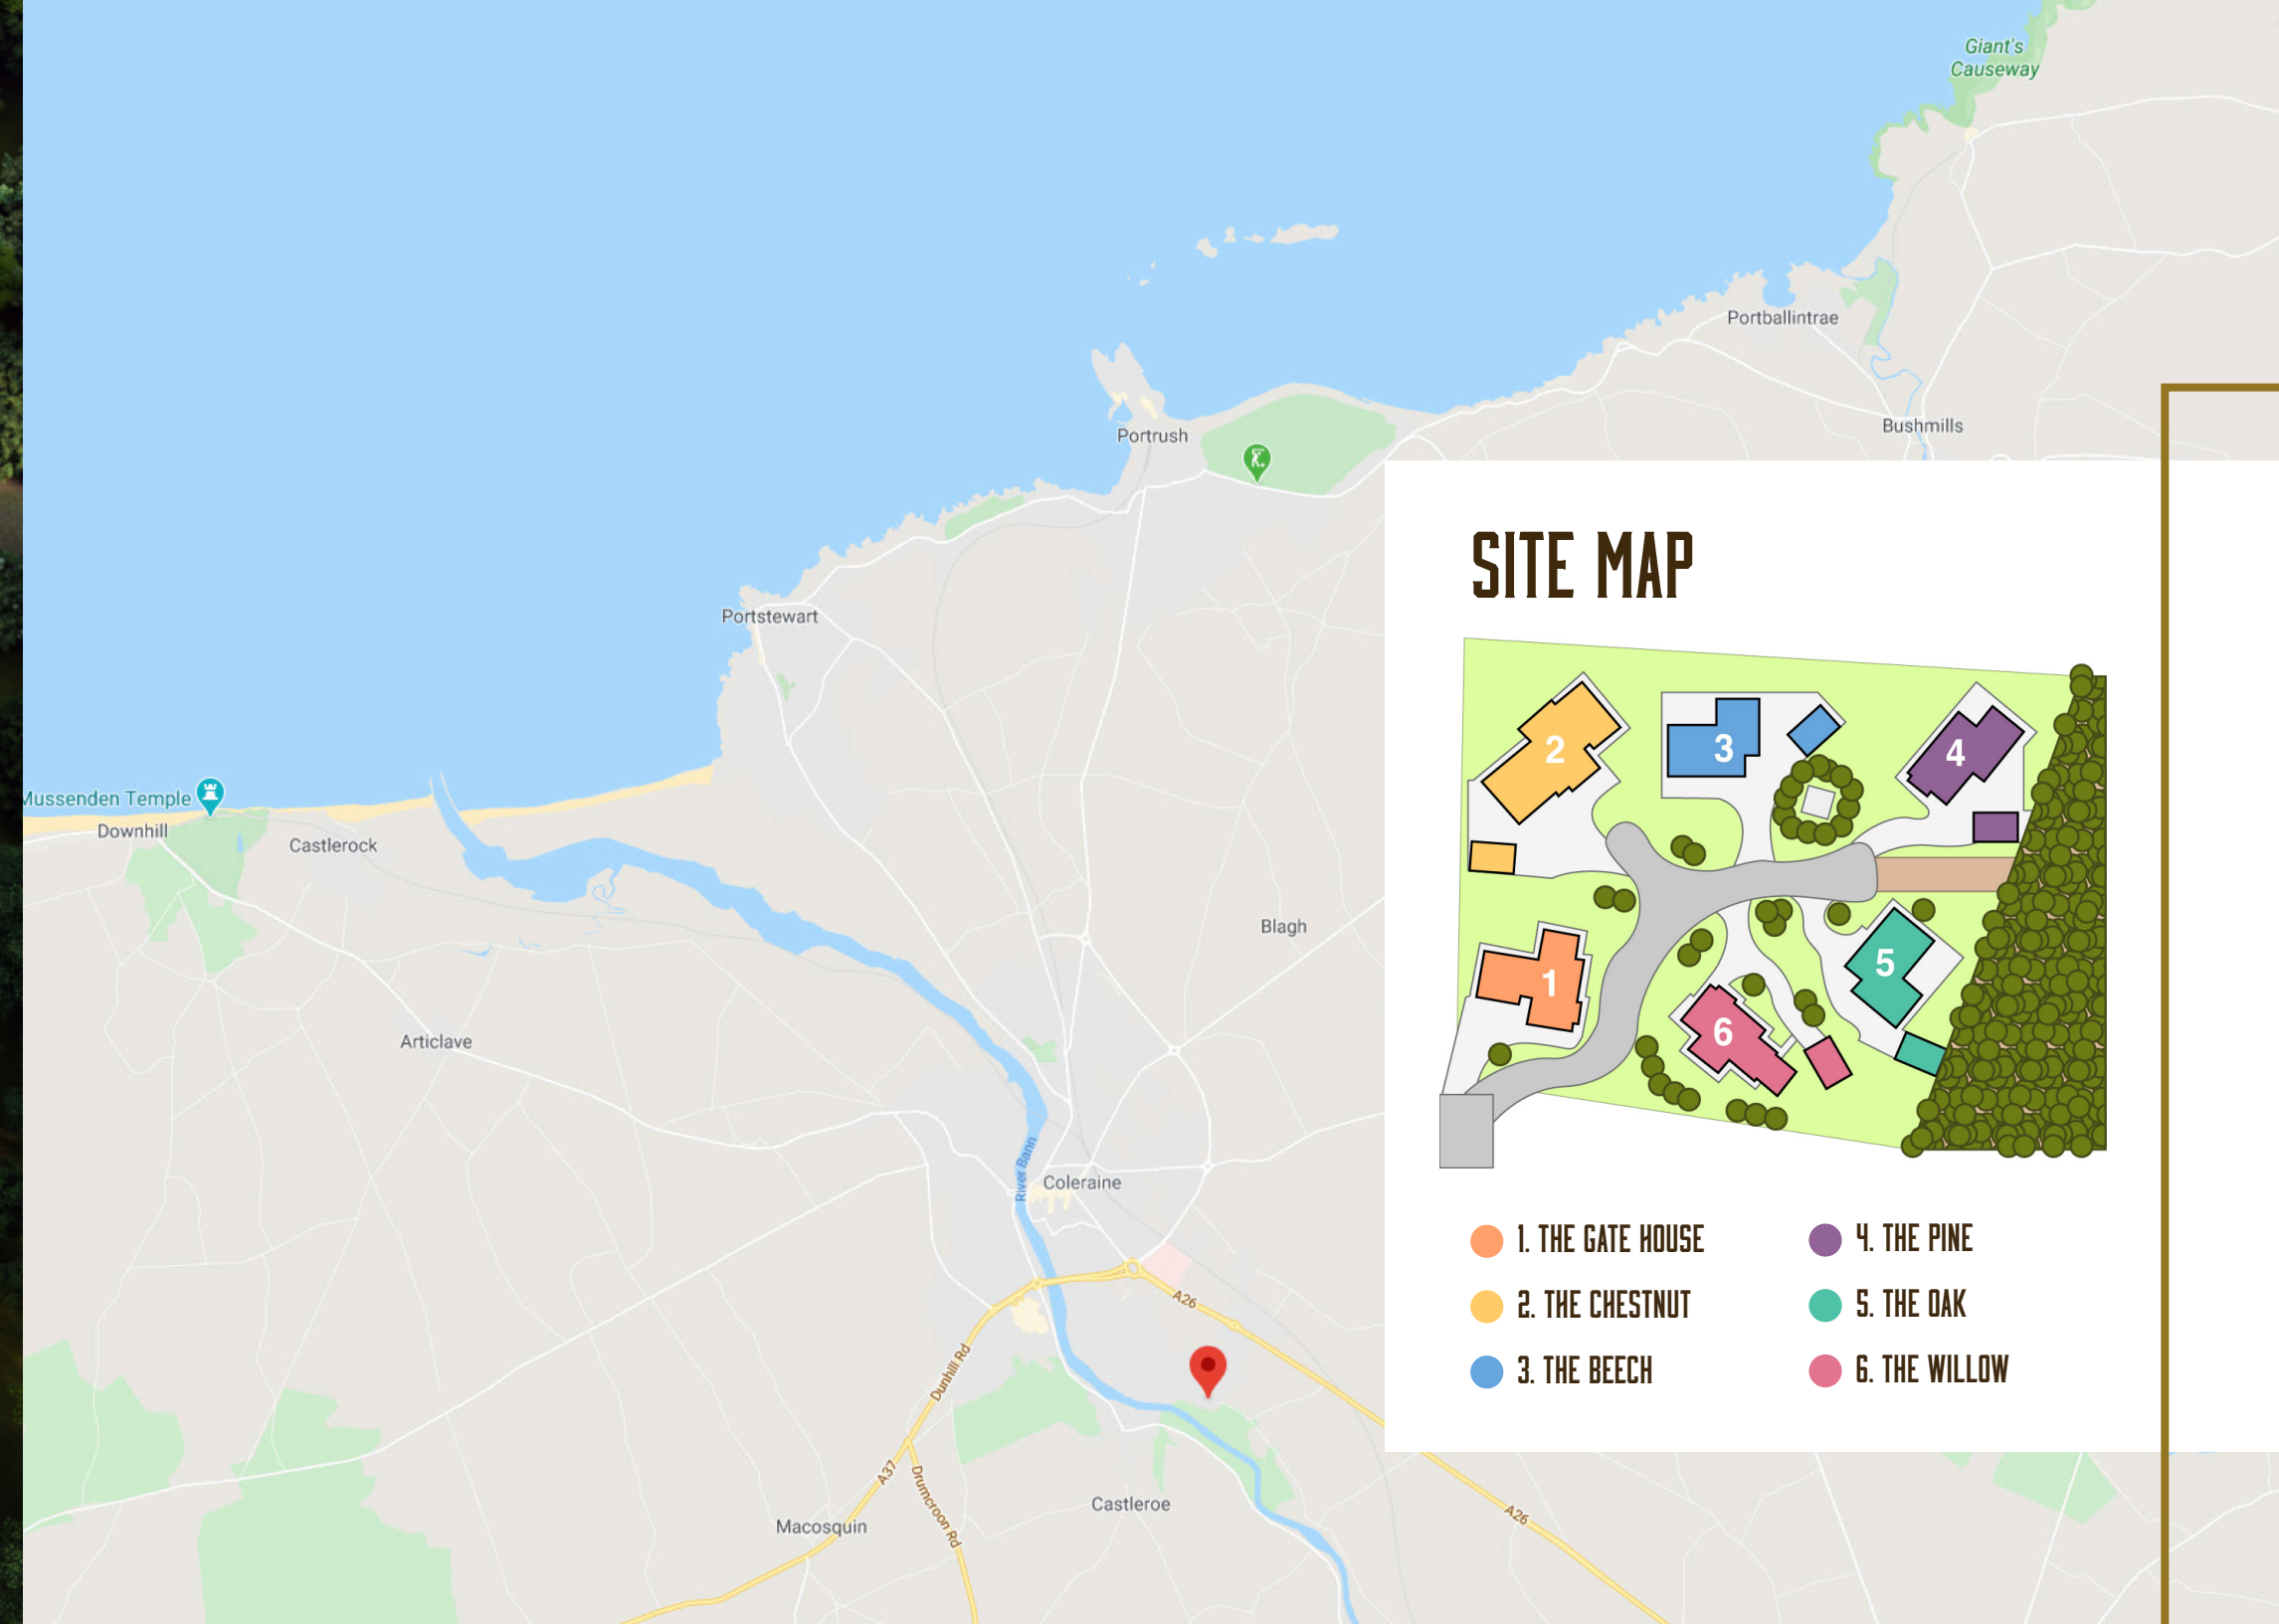 Giant's
Causeway
Portballintrae
Bushmills
Portrush
Portstewart
Mussenden Temple
Downhill
Castlerock
Blagh
Articlave
River Bann
Coleraine
A26
Dunhill Rd
A37
Drumcroon Rd
Castleroe
Macosquin
A26
SITE MAP
2
3
4
1
5
6
1. THE GATE HOUSE
2. THE CHESTNUT
3. THE BEECH
4. THE PINE
5. THE OAK
6. THE WILLOW